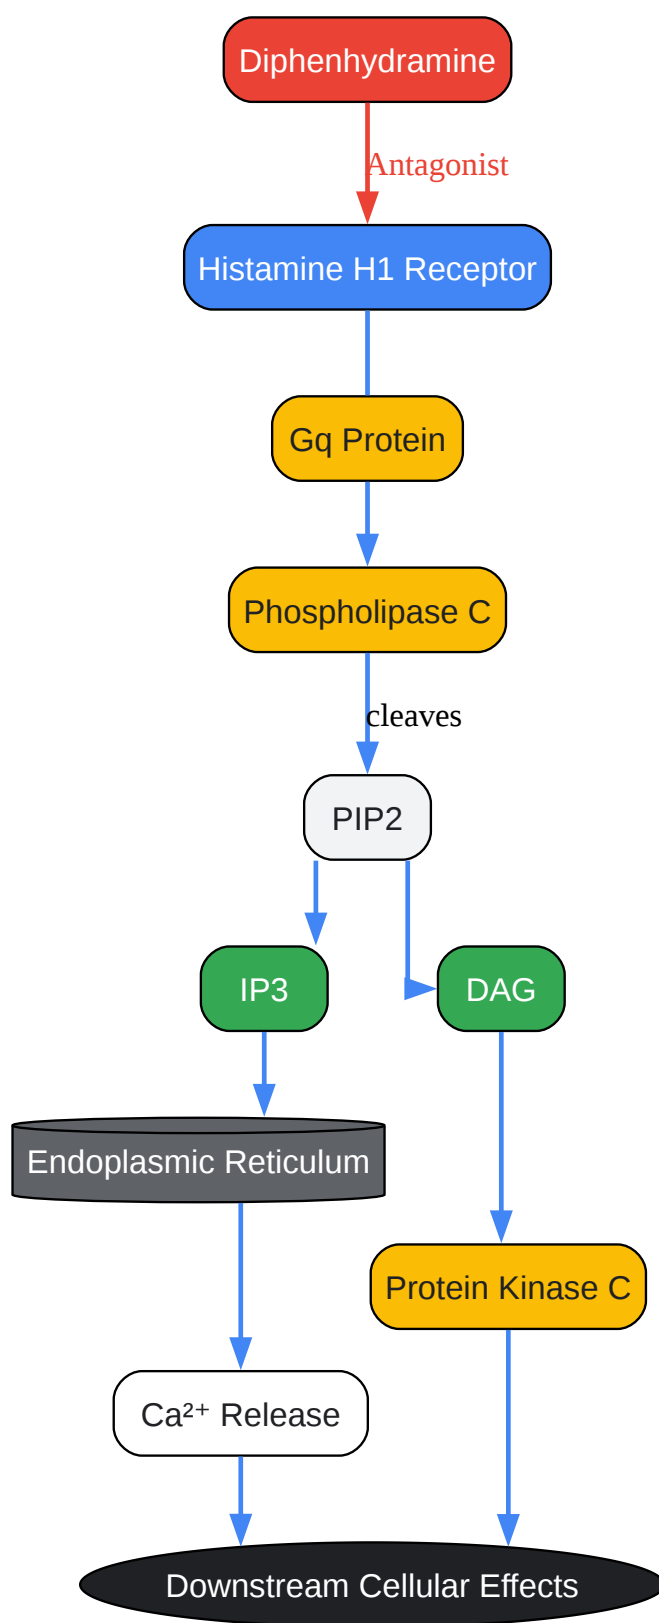 Diphenhydramine
Antagonist
Histamine H1 Receptor
Gq Protein
Phospholipase C
cleaves
PIP2
IP3
DAG
Endoplasmic Reticulum
Protein Kinase C
Ca²⁺ Release
Downstream Cellular Effects